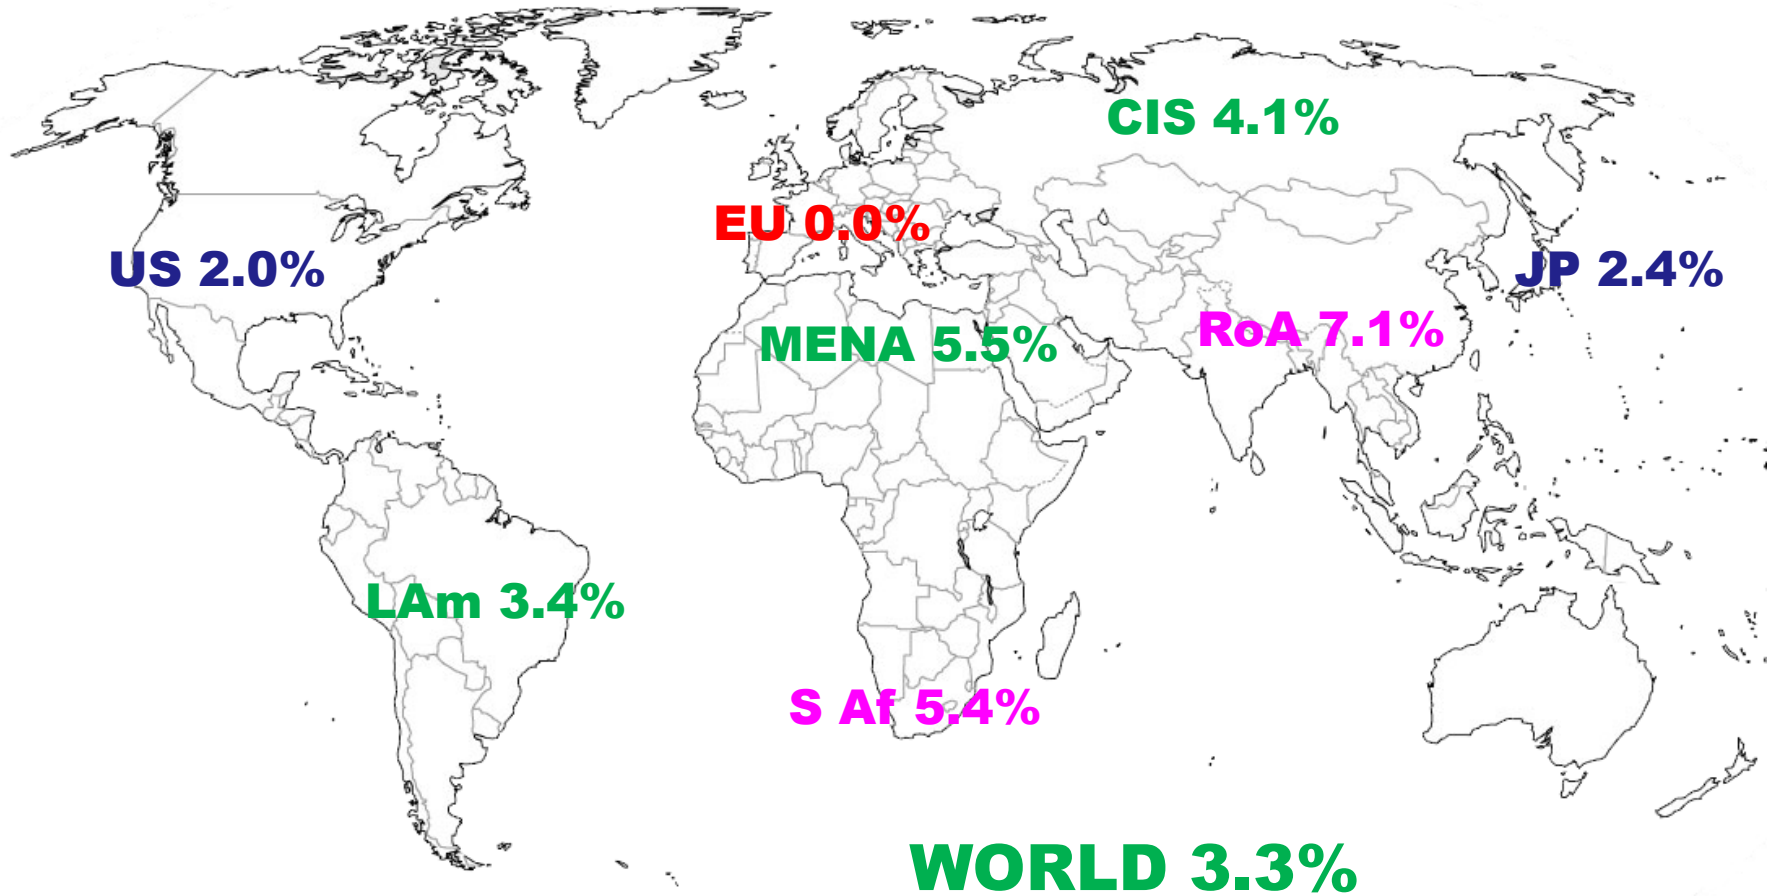 CIS 4.1%
EU 0.0%
US 2.0%
JP 2.4%
MENA 5.5%
RoA 7.1%
LAm 3.4%
S Af 5.4%
WORLD 3.3%